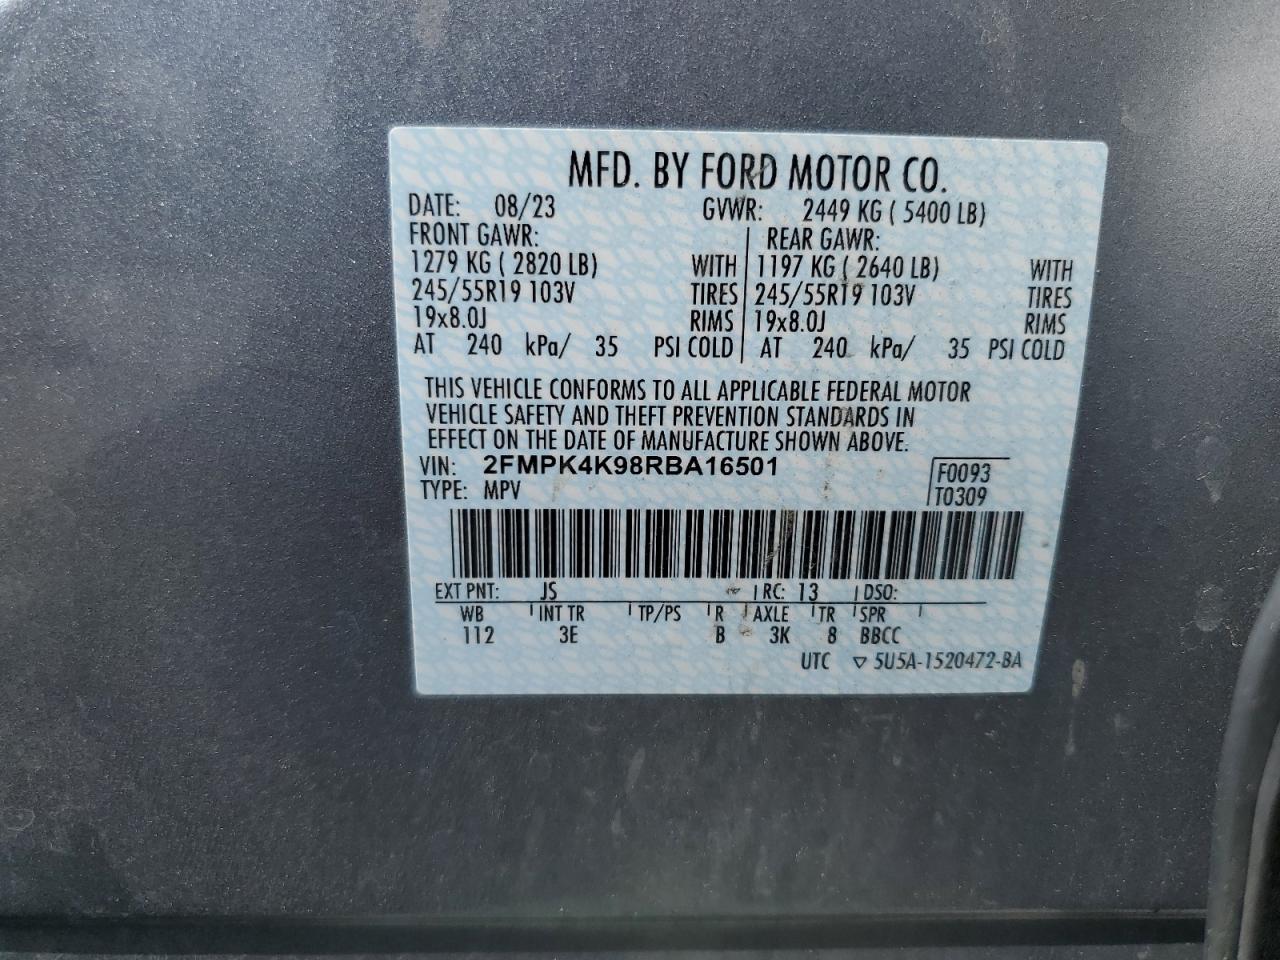 MFD. BY FORD MOTOR CO.
DATE: 08/23 GVWR: 2449 KG ( 5400 LB)
FRONT GAWR: REAR GAWR:
1279 KG ( 2820 LB) WITH 1197 KG ( 2640 LB) WITH
245/55R19 103V TIRES 245/55R19 103V TIRES
19x8.0J RIMS 19x8.0J RIMS
AT 240 kPa/ 35 PSI COLD AT 240 kPa/ 35 PSI COLD
THIS VEHICLE CONFORMS TO ALL APPLICABLE FEDERAL MOTOR
VEHICLE SAFETY AND THEFT PREVENTION STANDARDS IN
EFFECT ON THE DATE OF MANUFACTURE SHOWN ABOVE.
VIN: 2FMPK4K98RBA16501 F0093
TYPE: MPV T0309
EXT PNT: JS RC: 13 DSO:
WB INT TR TP/PS R AXLE TR SPR
112 3E B 3K 8 BBCC
UTC ▽ 5U5A-1520472-BA